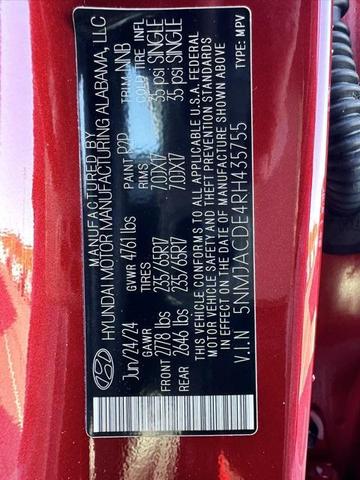 MANUFACTURED BY
HYUNDAI MOTOR MANUFACTURING ALABAMA, LLC
Jun/24/24 GVWR 4761 lbs PAINT R2P TRIM NNB
GAWR TIRES RIMS COLD TIRE INFL
FRONT 2778 lbs 235/65R17 7.0JX17 35 psi SINGLE
REAR 2646 lbs 235/65R17 7.0JX17 35 psi SINGLE
THIS VEHICLE CONFORMS TO ALL APPLICABLE U.S.A. FEDERAL
MOTOR VEHICLE SAFETY AND THEFT PREVENTION STANDARDS
IN EFFECT ON THE DATE OF MANUFACTURE SHOWN ABOVE
V.I.N 5NMJACDE4RH435755 TYPE: MPV